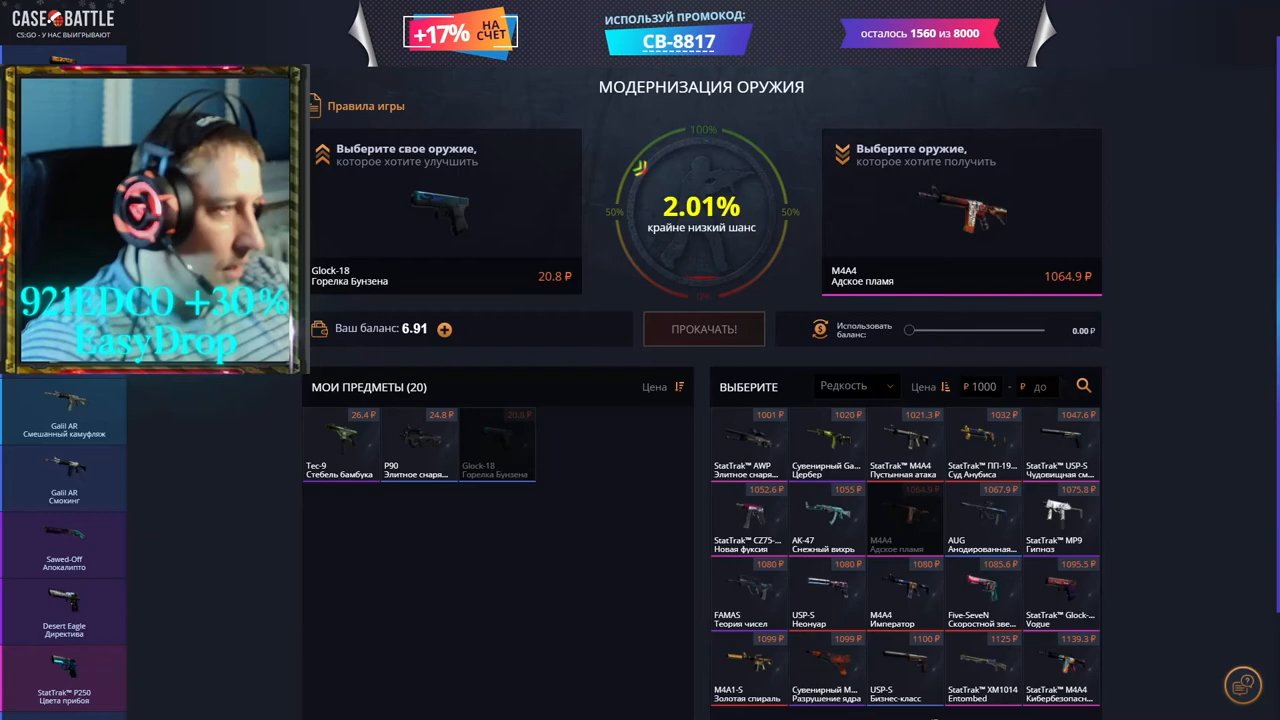 CASE BATTLE
CS:GO - У НАС ВЫИГРЫВАЮТ
+17% НА СЧЕТ
ИСПОЛЬЗУЙ ПРОМОКОД:
CB-8817
осталось 1560 из 8000
МОДЕРНИЗАЦИЯ ОРУЖИЯ
Правила игры
Выберите свое оружие,
которое хотите улучшить
Glock-18
Горелка Бунзена
20.8 ₽
100%
50%
50%
0%
2.01%
крайне низкий шанс
Выберите оружие,
которое хотите получить
M4A4
Адское пламя
1064.9 ₽
921EDCO +30%
EasyDrop
Ваш баланс: 6.91
ПРОКАЧАТЬ!
Использовать
баланс:
0.00 ₽
МОИ ПРЕДМЕТЫ (20)
Цена
26.4 ₽
Tec-9
Стебель бамбука
24.8 ₽
P90
Элитное снаря...
20.8 ₽
Glock-18
Горелка Бунзена
ВЫБЕРИТЕ
Редкость
Цена
₽ 1000 - ₽ до
1001 ₽
StatTrak™ AWP
Элитное снаря...
1020 ₽
Сувенирный Ga...
Цербер
1021.3 ₽
StatTrak™ M4A4
Пустынная атака
1032 ₽
StatTrak™ ПП-19...
Суд Анубиса
1047.6 ₽
StatTrak™ USP-S
Чудовищная см...
1052.6 ₽
StatTrak™ CZ75-...
Новая фуксия
1055 ₽
AK-47
Снежный вихрь
1064.9 ₽
M4A4
Адское пламя
1067.9 ₽
AUG
Анодированная...
1075.8 ₽
StatTrak™ MP9
Гипноз
1080 ₽
FAMAS
Теория чисел
1080 ₽
USP-S
Неонуар
1080 ₽
M4A4
Император
1085.6 ₽
Five-SeveN
Скоростной зве...
1095.5 ₽
StatTrak™ Glock-...
Vogue
1099 ₽
M4A1-S
Золотая спираль
1099 ₽
Сувенирный M...
Разрушение ядра
1100 ₽
USP-S
Бизнес-класс
1125 ₽
StatTrak™ XM1014
Entombed
1139.3 ₽
StatTrak™ M4A4
Кибербезопасн...
Galil AR
Смешанный камуфляж
Galil AR
Смокинг
Sawed-Off
Апокалипто
Desert Eagle
Директива
StatTrak™ P250
Цвета прибоя